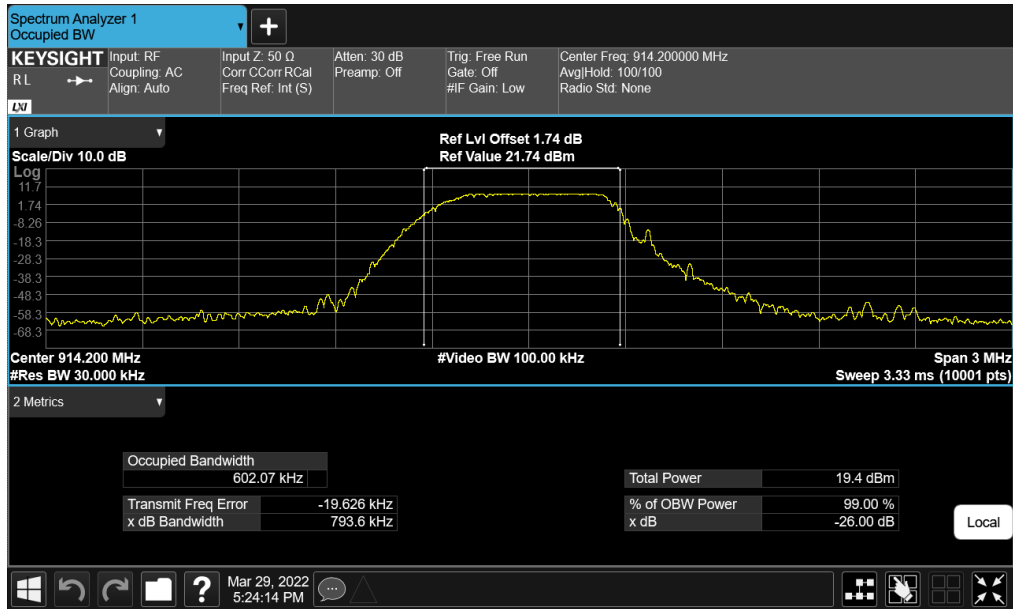 Spectrum Analyzer 1
Occupied BW
KEYSIGHT
R L
LXI
Input: RF
Coupling: AC
Align: Auto
Input Z: 50 Ω
Corr CCorr RCal
Freq Ref: Int (S)
Atten: 30 dB
Preamp: Off
Trig: Free Run
Gate: Off
#IF Gain: Low
Center Freq: 914.200000 MHz
Avg|Hold: 100/100
Radio Std: None
1 Graph
Scale/Div 10.0 dB
Ref Lvl Offset 1.74 dB
Ref Value 21.74 dBm
Log
11.7
1.74
-8.26
-18.3
-28.3
-38.3
-48.3
-58.3
-68.3
Center 914.200 MHz
#Video BW 100.00 kHz
Span 3 MHz
#Res BW 30.000 kHz
Sweep 3.33 ms (10001 pts)
2 Metrics
Occupied Bandwidth
602.07 kHz
Total Power 19.4 dBm
Transmit Freq Error -19.626 kHz
% of OBW Power 99.00 %
x dB Bandwidth 793.6 kHz
x dB -26.00 dB
Local
?
Mar 29, 2022
5:24:14 PM